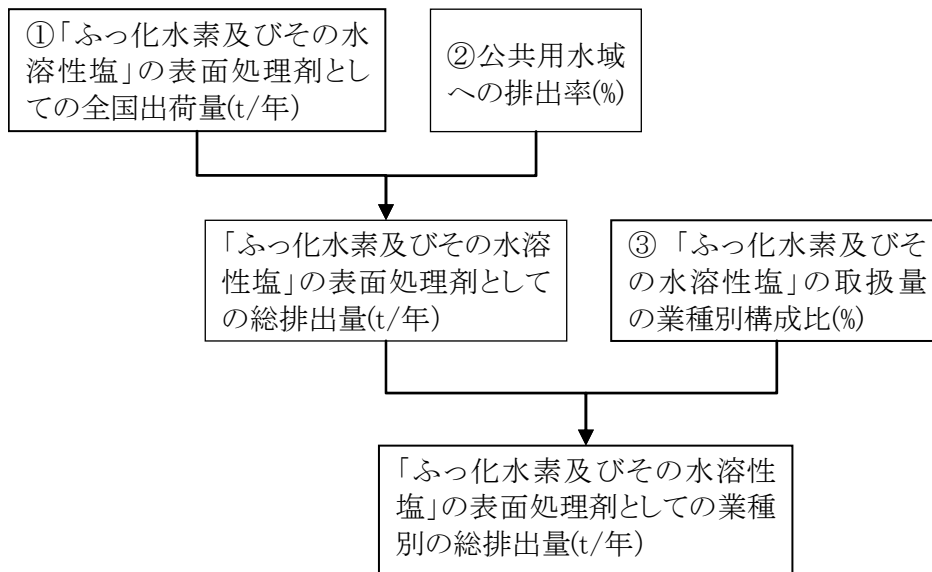 ①「ふっ化水素及びその水
溶性塩」の表面処理剤とし
ての全国出荷量(t/年)
②公共用水域
への排出率(%)
「ふっ化水素及びその水溶
性塩」の表面処理剤として
の総排出量(t/年)
③ 「ふっ化水素及びそ
の水溶性塩」の取扱量
の業種別構成比(%)
「ふっ化水素及びその水溶性
塩」の表面処理剤としての業種
別の総排出量(t/年)